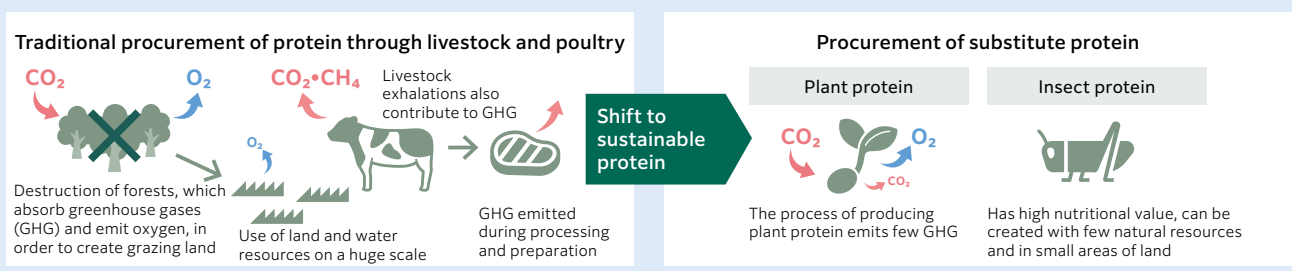 Traditional procurement of protein through livestock and poultry
CO₂
O₂
CO₂•CH₄
Livestock
exhalations also
contribute to GHG
O₂
Destruction of forests, which
absorb greenhouse gases
(GHG) and emit oxygen, in
order to create grazing land
Use of land and water
resources on a huge scale
GHG emitted
during processing
and preparation
Shift to
sustainable
protein
Procurement of substitute protein
Plant protein
CO₂
O₂
CO₂
The process of producing
plant protein emits few GHG
Insect protein
Has high nutritional value, can be
created with few natural resources
and in small areas of land